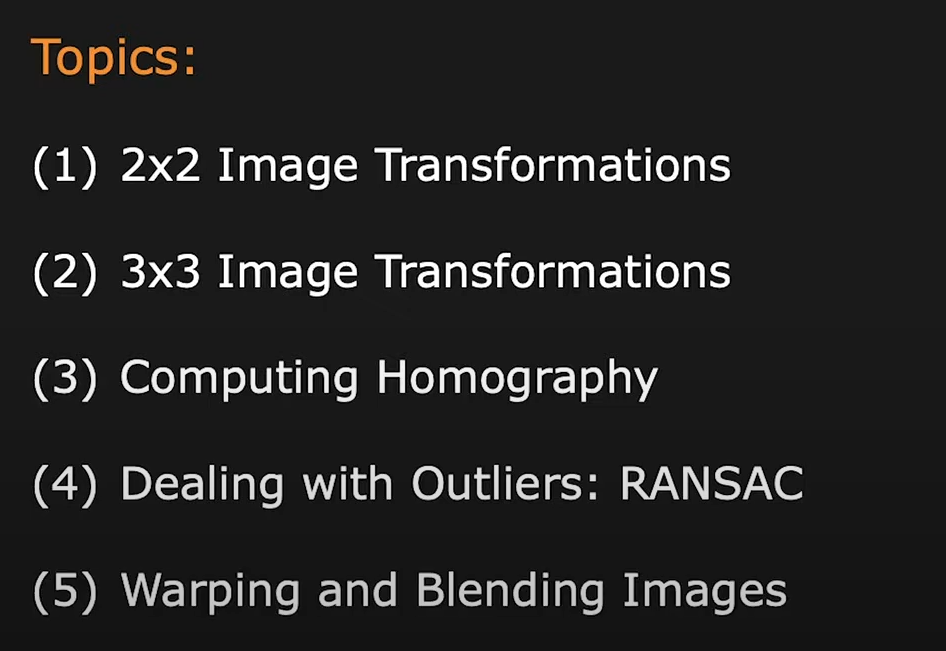 Topics:
(1) 2x2 Image Transformations
(2) 3x3 Image Transformations
(3) Computing Homography
(4) Dealing with Outliers: RANSAC
(5) Warping and Blending Images